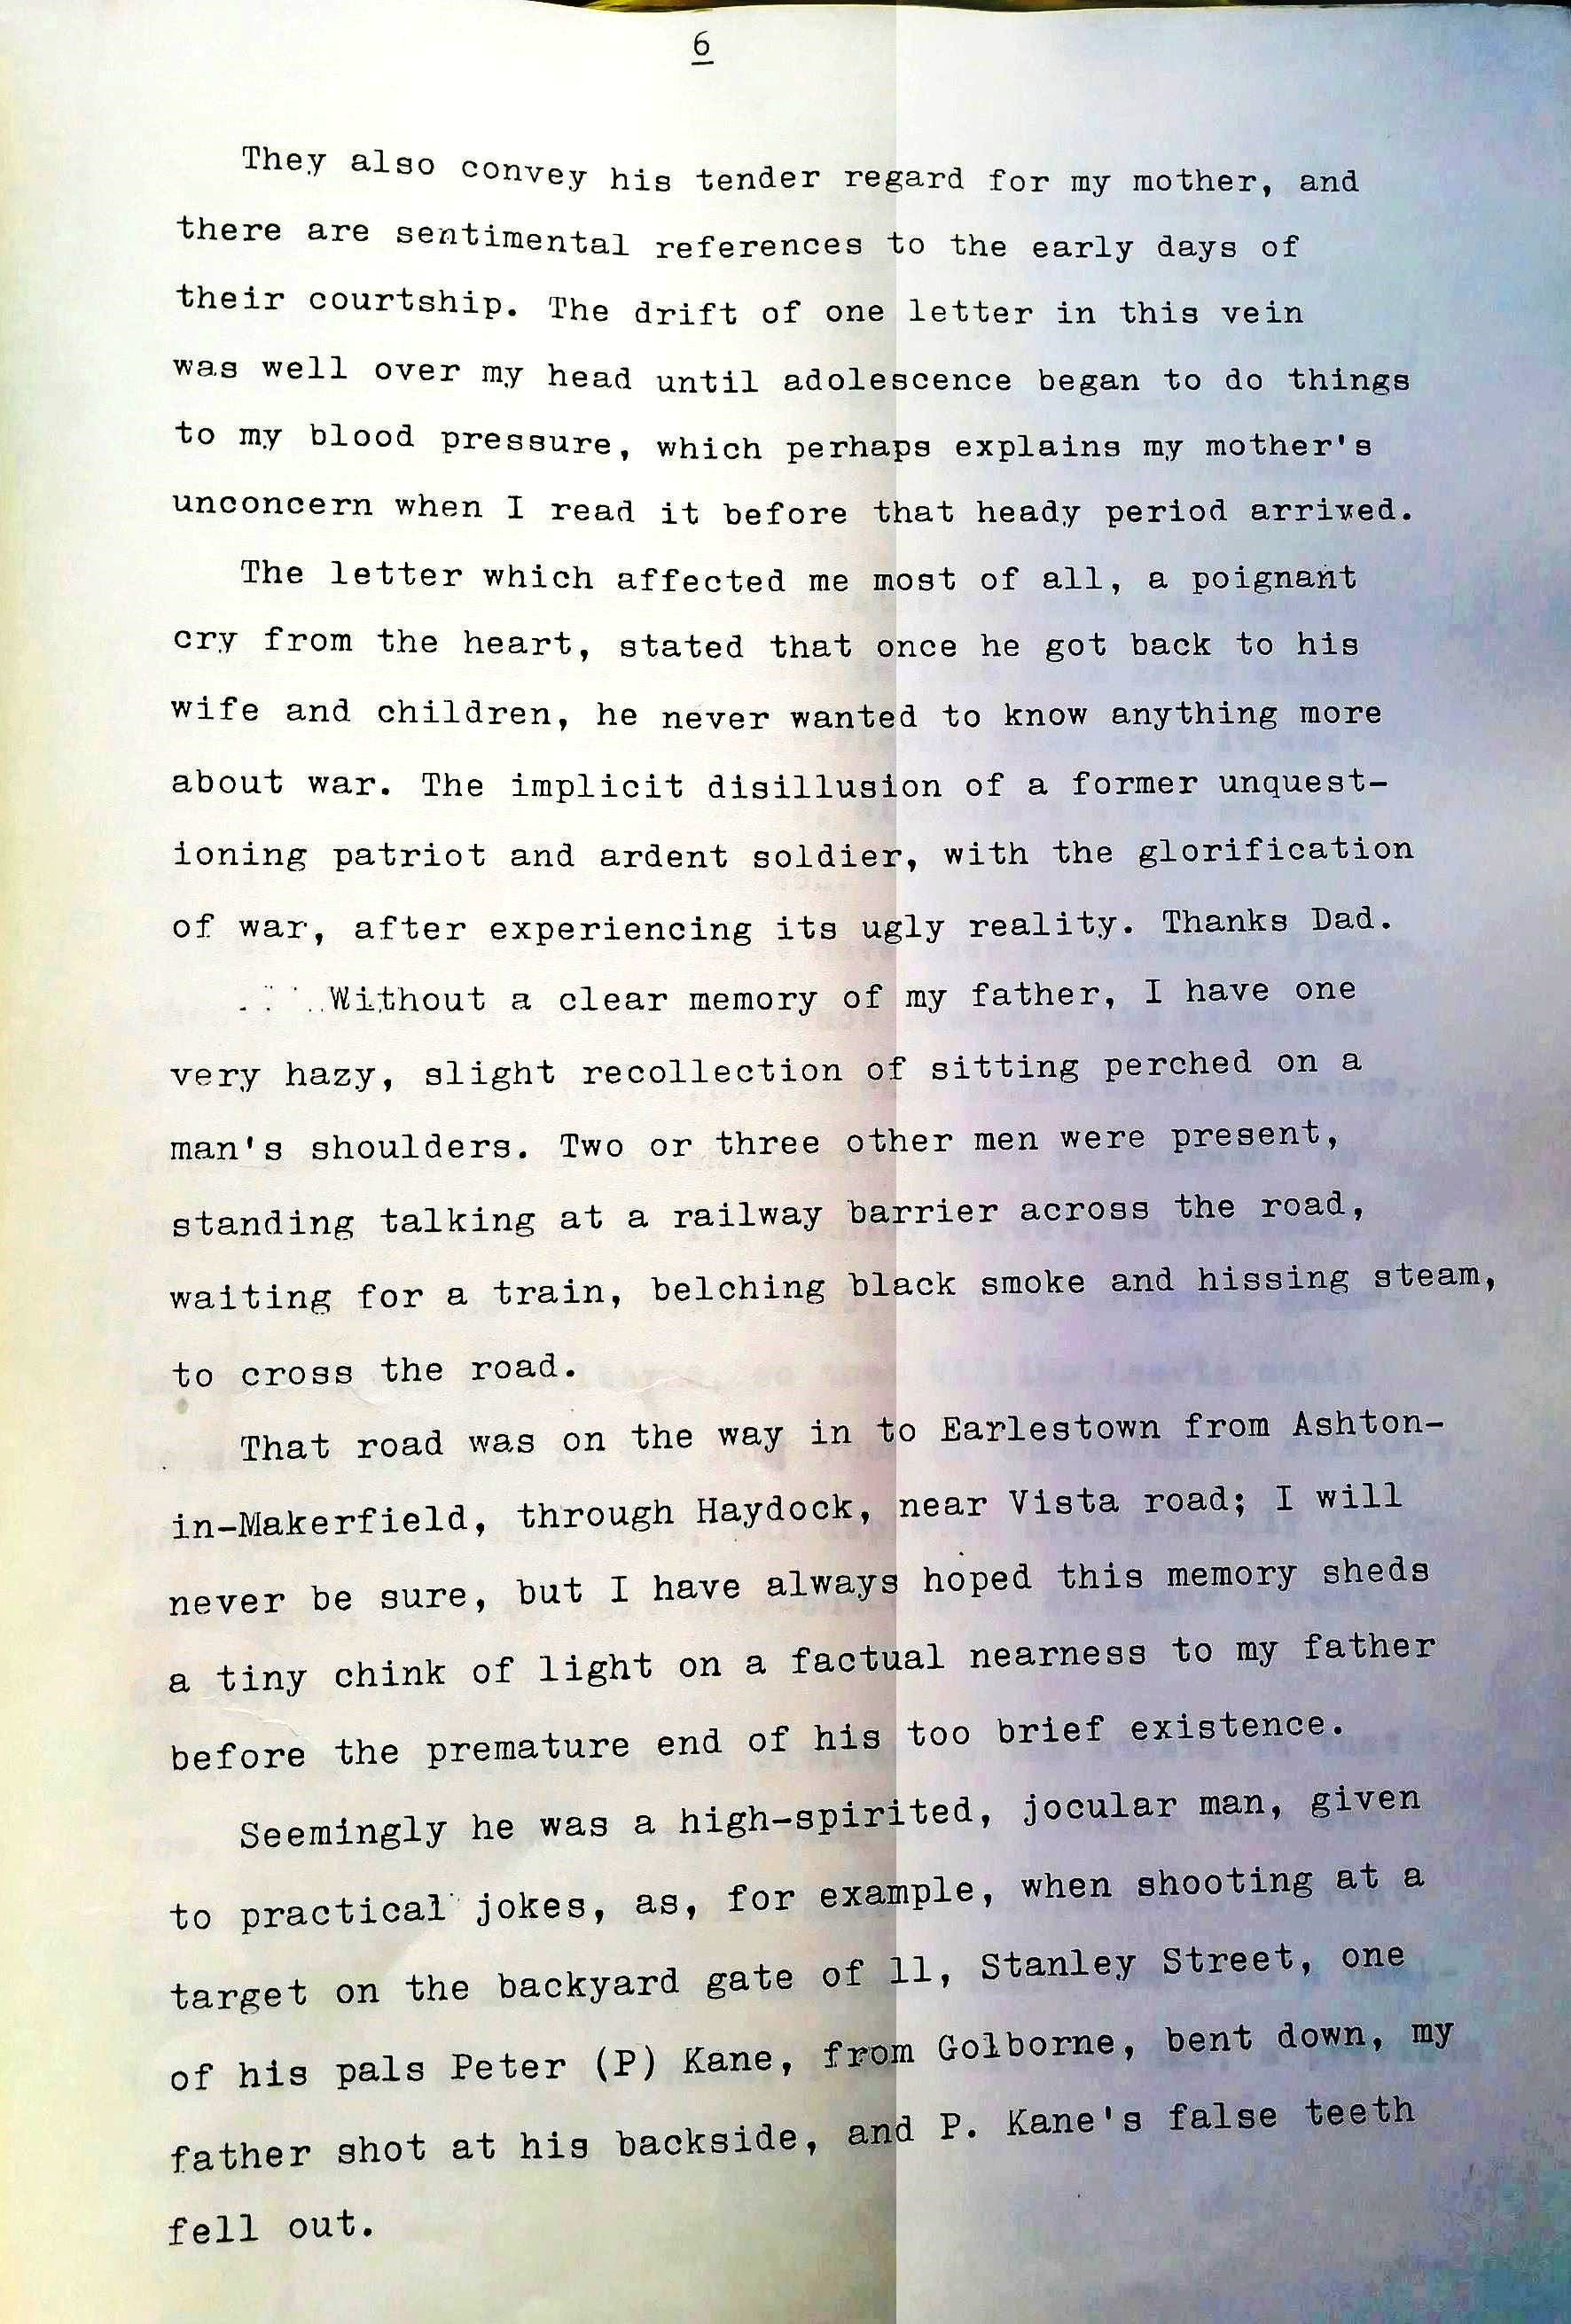 6
They also convey his tender regard for my mother, and
there are sentimental references to the early days of
their courtship. The drift of one letter in this vein
was well over my head until adolescence began to do things
to my blood pressure, which perhaps explains my mother's
unconcern when I read it before that heady period arrived.
The letter which affected me most of all, a poignant
cry from the heart, stated that once he got back to his
wife and children, he never wanted to know anything more
about war. The implicit disillusion of a former unquest-
ioning patriot and ardent soldier, with the glorification
of war, after experiencing its ugly reality. Thanks Dad.
Without a clear memory of my father, I have one
very hazy, slight recollection of sitting perched on a
man's shoulders. Two or three other men were present,
standing talking at a railway barrier across the road,
waiting for a train, belching black smoke and hissing steam,
to cross the road.
That road was on the way in to Earlestown from Ashton-
in-Makerfield, through Haydock, near Vista road; I will
never be sure, but I have always hoped this memory sheds
a tiny chink of light on a factual nearness to my father
before the premature end of his too brief existence.
Seemingly he was a high-spirited, jocular man, given
to practical jokes, as, for example, when shooting at a
target on the backyard gate of 11, Stanley Street, one
of his pals Peter (P) Kane, from Golborne, bent down, my
father shot at his backside, and P. Kane's false teeth
fell out.